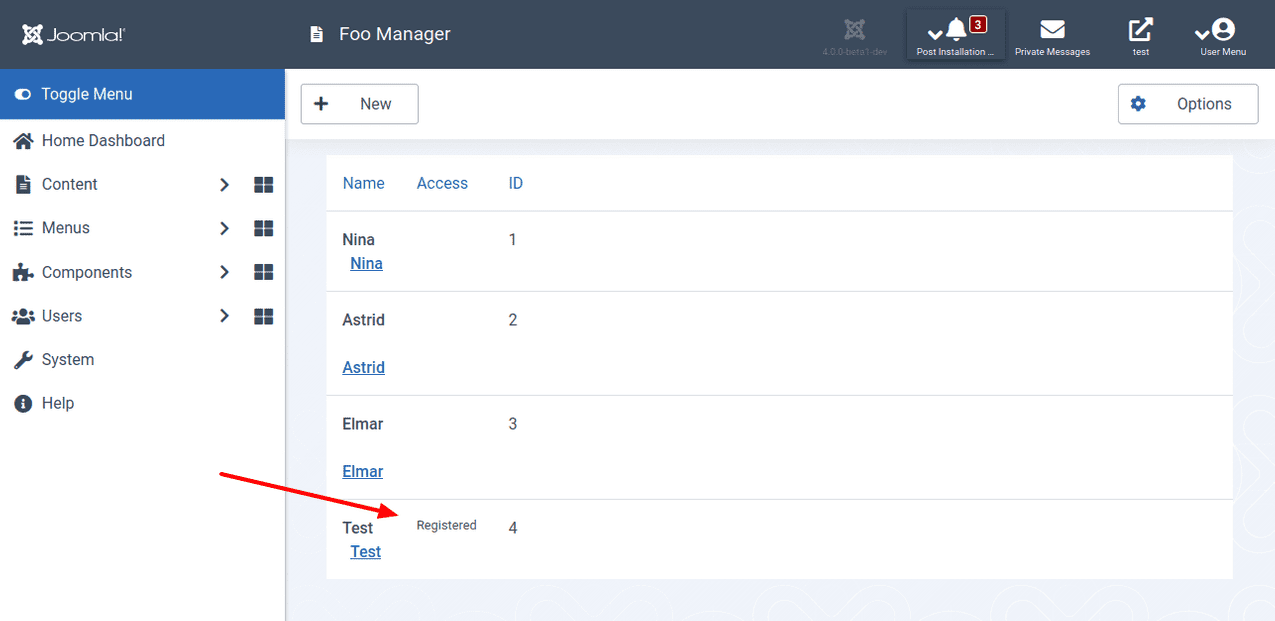 Joomla!
Foo Manager
4.0.0-beta1-dev
3
Post Installation ...
Private Messages
test
User Menu
Toggle Menu
New
Options
Home Dashboard
Content
Menus
Components
Users
System
Help
Name Access ID
Nina 1
Nina
Astrid 2
Astrid
Elmar 3
Elmar
Test Registered 4
Test